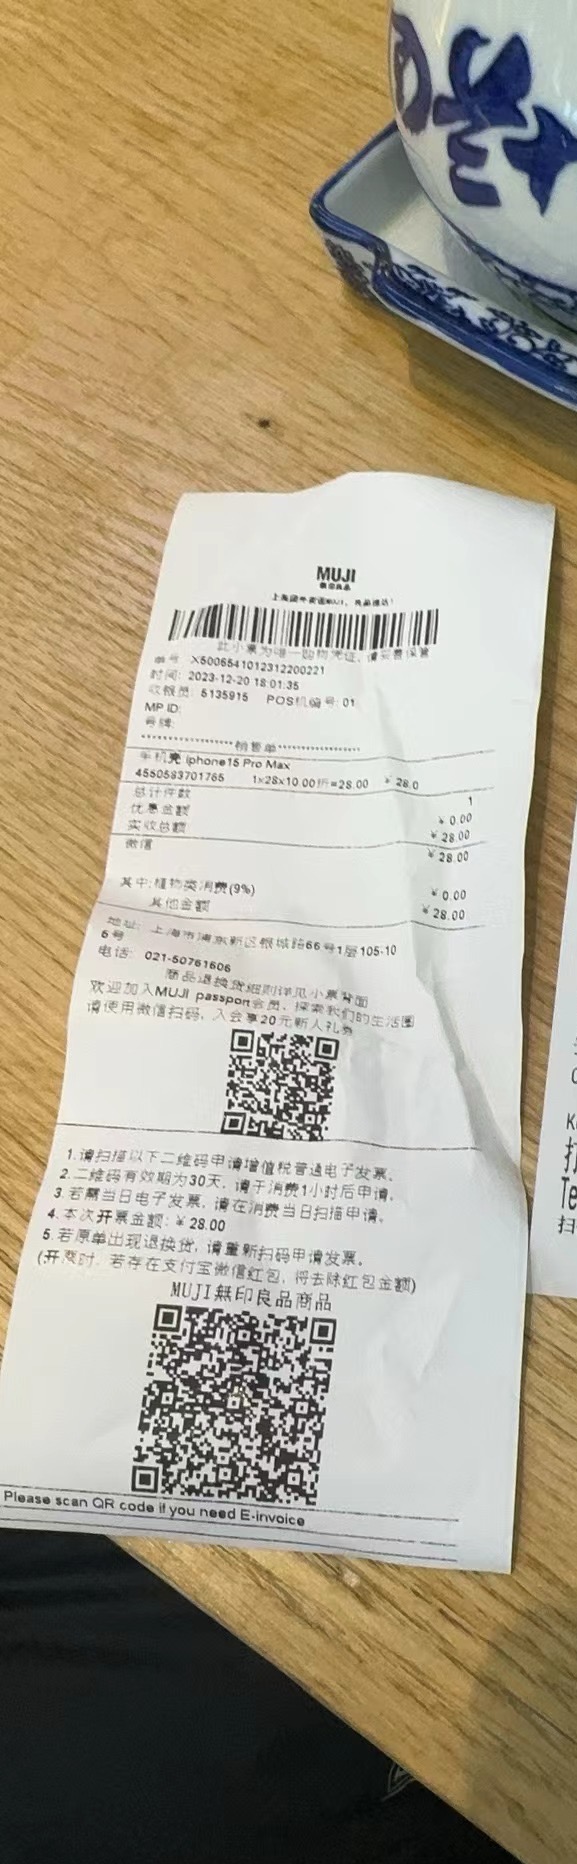 MUJI
無印良品
此小票为唯一购物凭证，请妥善保管
单号: X5006541012312200221
时间: 2023-12-20 18:01:35
收银员: 5135915 POS机编号: 01
MP ID:
号牌:
销售单
手机壳 iphone15 Pro Max
4550583701765 1x28x10.00折=28.00 ¥ 28.0
总计件数 1
优惠金额 ¥ 0.00
实收总额 ¥ 28.00
微信 ¥ 28.00
其中:植物类消费(9%) ¥ 0.00
其他金额 ¥ 28.00
地址: 上海市浦东新区银城路66号1层105-10
6号
电话: 021-50761606
商品退换货细则详见小票背面
欢迎加入MUJI passport会员，探索我们的生活圈
请使用微信扫码，入会享20元新人礼券
1.请扫描以下二维码申请增值税普通电子发票。
2.二维码有效期为30天，请于消费1小时后申请。
3.若需当日电子发票，请在消费当日扫描申请。
4.本次开票金额: ¥ 28.00
5.若原单出现退换货，请重新扫码申请发票。
(开票时，若存在支付宝微信红包，将去除红包金额)
MUJI無印良品商品
Please scan QR code if you need E-invoice
打
Te
扫